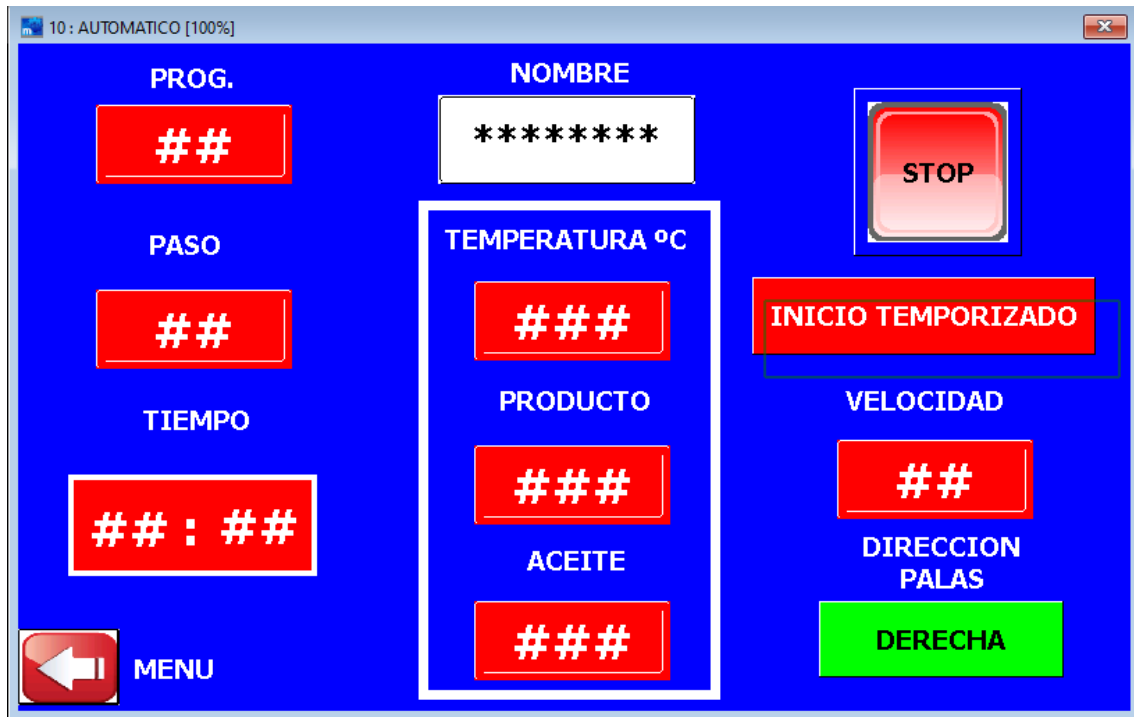 10 : AUTOMATICO [100%]
PROG.
##
PASO
##
TIEMPO
## : ##
MENU
NOMBRE
********
TEMPERATURA ºC
###
PRODUCTO
###
ACEITE
###
STOP
INICIO TEMPORIZADO
VELOCIDAD
##
DIRECCION
PALAS
DERECHA